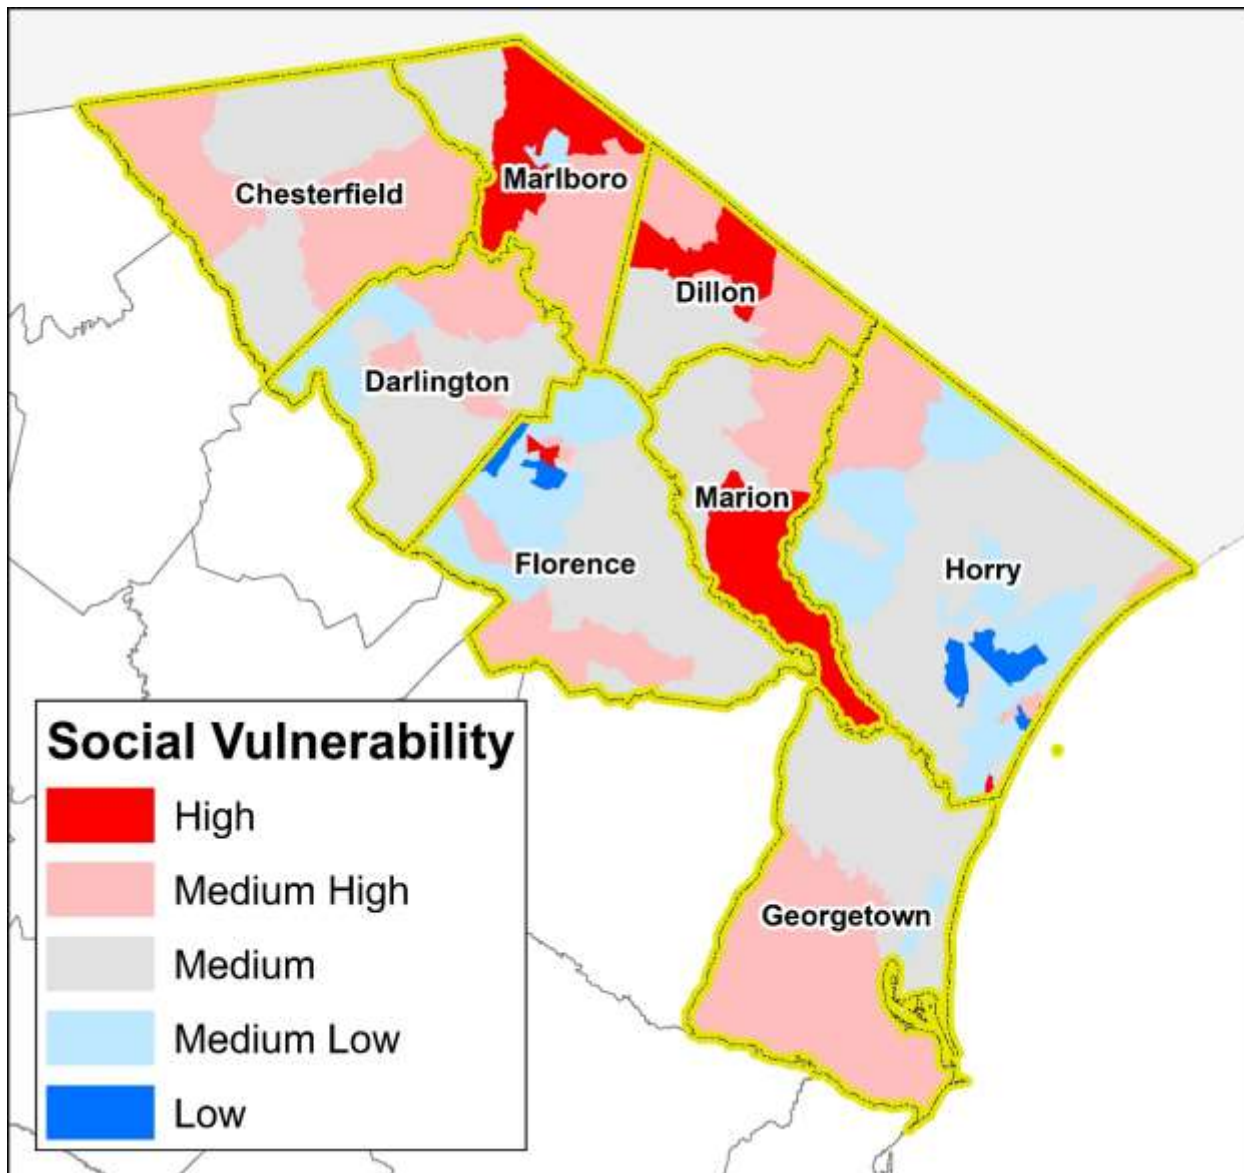 Chesterfield
Marlboro
Dillon
Darlington
Marion
Florence
Horry
Georgetown
Social Vulnerability
High
Medium High
Medium
Medium Low
Low